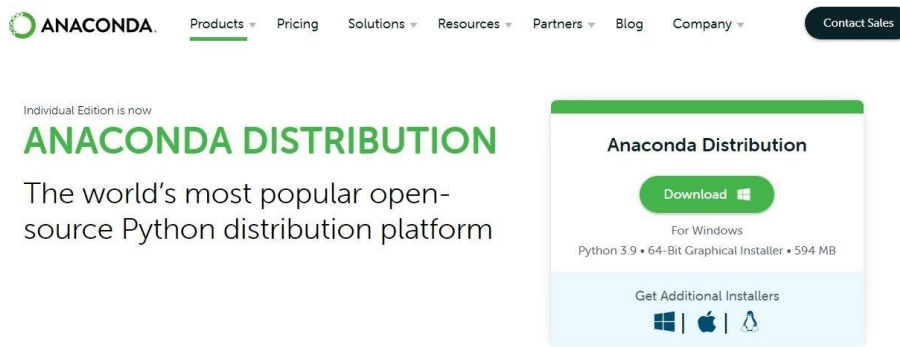 ANACONDA.
Products Pricing Solutions Resources Partners Blog Company
Contact Sales
Individual Edition is now
ANACONDA DISTRIBUTION
The world's most popular open-
source Python distribution platform
Anaconda Distribution
Download
For Windows
Python 3.9 • 64-Bit Graphical Installer • 594 MB
Get Additional Installers